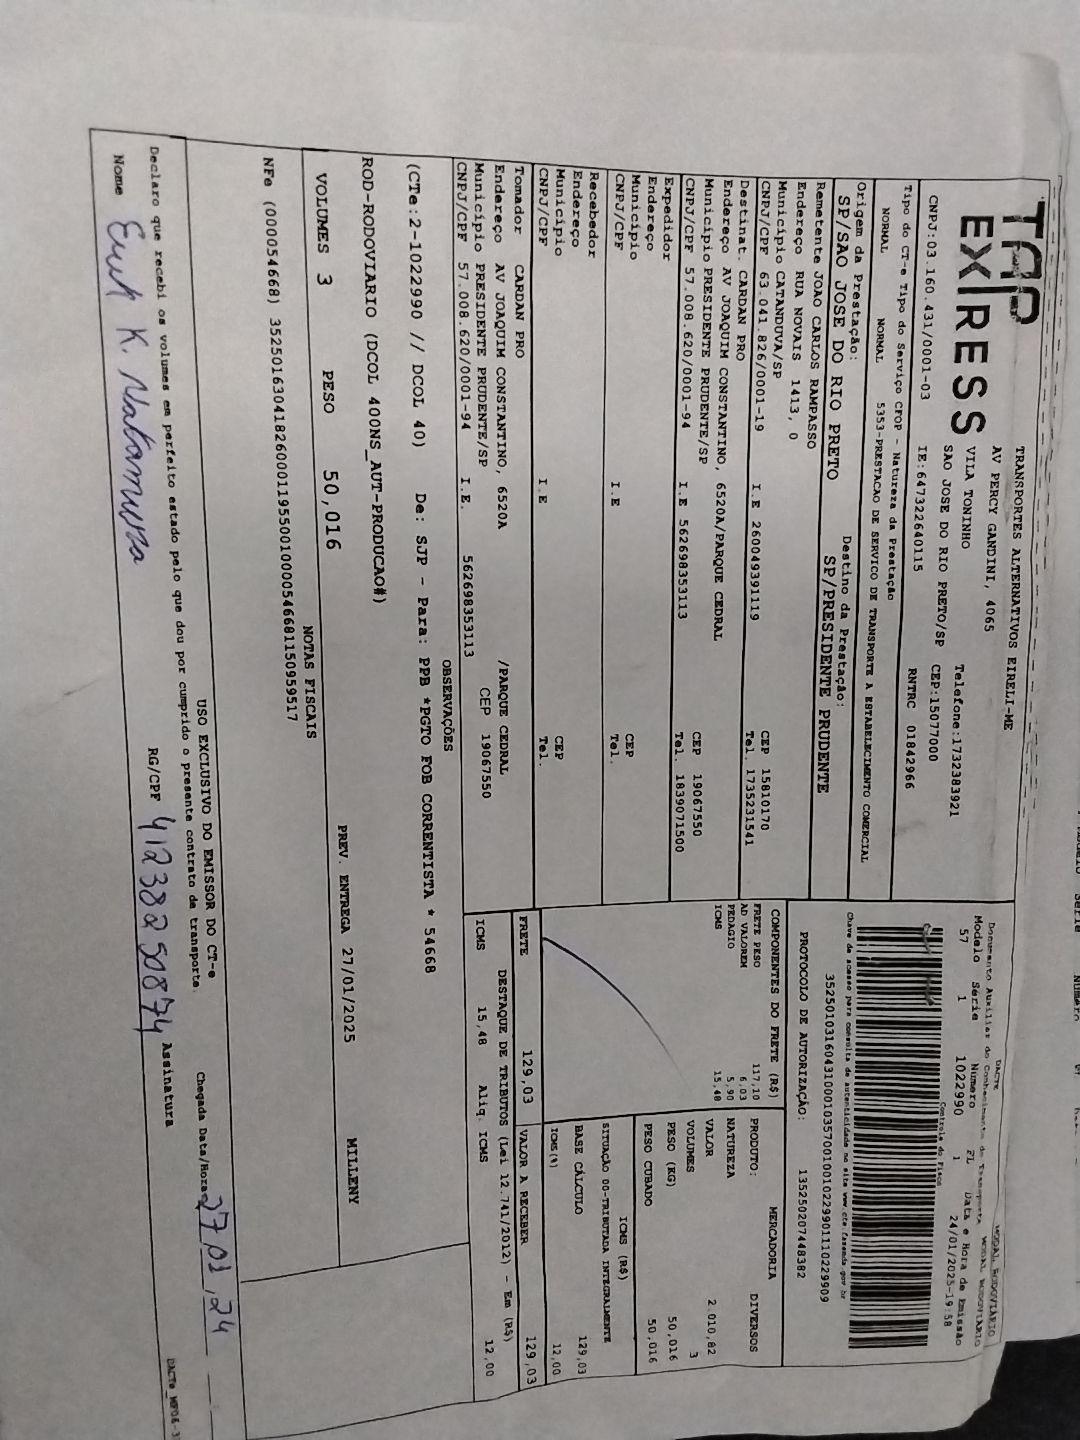 TAP
EXPRESS
TRANSPORTES ALTERNATIVOS EIRELI-ME
AV PERCY GANDINI, 4065
VILA TONINHO Telefone:1732383921
SAO JOSE DO RIO PRETO/SP CEP:15077000
CNPJ:03.160.431/0001-03 IE:647322640115 RNTRC 01842966
Tipo do CT-e Tipo do Serviço CFOP - Natureza da Prestação
NORMAL NORMAL 5353-PRESTACAO DE SERVICO DE TRANSPORTE A ESTABELECIMENTO COMERCIAL
Origem da Prestação: Destino da Prestação:
SP/SAO JOSE DO RIO PRETO SP/PRESIDENTE PRUDENTE
Remetente JOAO CARLOS RAMPASSO
Endereço RUA NOVAIS 1413, 0
Município CATANDUVA/SP CEP 15810170
CNPJ/CPF 63.041.826/0001-19 I.E 260049391119 Tel. 1735231541
Destinat. CARDAN PRO
Endereço AV JOAQUIM CONSTANTINO, 6520A/PARQUE CEDRAL
Município PRESIDENTE PRUDENTE/SP CEP 19067550
CNPJ/CPF 57.008.620/0001-94 I.E 562698353113 Tel. 1839071500
Expedidor
Endereço
Município CEP
CNPJ/CPF I.E Tel.
Recebedor
Endereço
Município CEP
CNPJ/CPF I.E Tel.
Tomador CARDAN PRO
Endereço AV JOAQUIM CONSTANTINO, 6520A /PARQUE CEDRAL
Município PRESIDENTE PRUDENTE/SP CEP 19067550
CNPJ/CPF 57.008.620/0001-94 I.E. 562698353113
DACTE
Documento Auxiliar do Conhecimento de Transporte MODAL RODOVIÁRIO
Modelo Série Número FL Data e Hora de Emissão
57 1 1022990 1 24/01/2025-19:58
Controle do Fisco
Chave de acesso para consulta de autenticidade no site www.cte.fazenda.gov.br
35250103160431000103570010010229901110229909
PROTOCOLO DE AUTORIZAÇÃO: 135250207448382
COMPONENTES DO FRETE (R$)
FRETE PESO 117,10
AD VALOREM 6,03
PEDAGIO 5,90
ICMS 15,48
FRETE 129,03
MERCADORIA
PRODUTO: DIVERSOS
NATUREZA
VALOR 2.010,82
VOLUMES 3
PESO (KG) 50,016
PESO CUBADO 50,016
ICMS (R$)
SITUAÇÃO 00-TRIBUTADA INTEGRALMENTE
BASE CÁLCULO 129,03
ICMS(%) 12,00
VALOR A RECEBER 129,03
DESTAQUE DE TRIBUTOS (Lei 12.741/2012) - Em (R$)
ICMS 15,48 Aliq. ICMS 12,00
OBSERVAÇÕES
(CTe:2-1022990 // DCOL 40) De: SJP - Para: PPB *PGTO FOB CORRENTISTA * 54668
ROD-RODOVIARIO (DCOL 400NS_AUT-PRODUCAO#)
VOLUMES 3 PESO 50,016 PREV. ENTREGA 27/01/2025 MILLENY
NOTAS FISCAIS
NFe (000054668) 35250163041826000119550010000546681150959517
USO EXCLUSIVO DO EMISSOR DO CT-e
Declaro que recebi os volumes em perfeito estado pelo que dou por cumprido o presente contrato de transporte. Chegada Data/Hora 27/01/24
Nome Erik K. Nakamura RG/CPF 41238250874 Assinatura